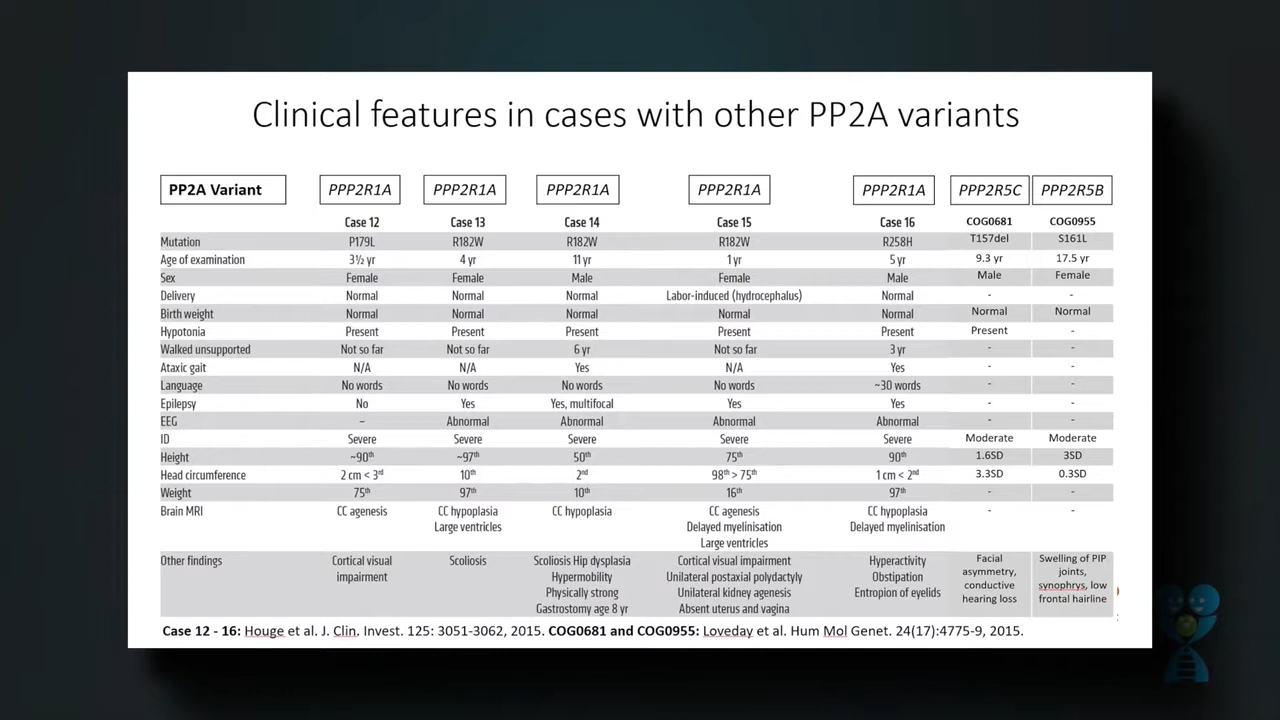 Clinical features in cases with other PP2A variants
PP2A Variant PPP2R1A PPP2R1A PPP2R1A PPP2R1A PPP2R1A PPP2R5C PPP2R5B
Case 12 Case 13 Case 14 Case 15 Case 16 COG0681 COG0955
Mutation P179L R182W R182W R182W R258H T157del S161L
Age of examination 3½ yr 4 yr 11 yr 1 yr 5 yr 9.3 yr 17.5 yr
Sex Female Female Male Female Male Male Female
Delivery Normal Normal Normal Labor-induced (hydrocephalus) Normal - -
Birth weight Normal Normal Normal Normal Normal Normal Normal
Hypotonia Present Present Present Present Present Present -
Walked unsupported Not so far Not so far 6 yr Not so far 3 yr - -
Ataxic gait N/A N/A Yes N/A Yes - -
Language No words No words No words No words ~30 words - -
Epilepsy No Yes Yes, multifocal Yes Yes - -
EEG – Abnormal Abnormal Abnormal Abnormal - -
ID Severe Severe Severe Severe Severe Moderate Moderate
Height ~90th ~97th 50th 75th 90th 1.6SD 3SD
Head circumference 2 cm < 3rd 10th 2nd 98th > 75th 1 cm < 2nd 3.3SD 0.3SD
Weight 75th 97th 10th 16th 97th - -
Brain MRI CC agenesis CC hypoplasia CC hypoplasia CC agenesis CC hypoplasia - -
Large ventricles Delayed myelinisation Delayed myelinisation
Large ventricles
Other findings Cortical visual Scoliosis Scoliosis Hip dysplasia Cortical visual impairment Hyperactivity Facial Swelling of PIP
impairment Hypermobility Unilateral postaxial polydactyly Obstipation asymmetry, joints,
Physically strong Unilateral kidney agenesis Entropion of eyelids conductive synophrys, low
Gastrostomy age 8 yr Absent uterus and vagina hearing loss frontal hairline
Case 12 - 16: Houge et al. J. Clin. Invest. 125: 3051-3062, 2015. COG0681 and COG0955: Loveday et al. Hum Mol Genet. 24(17):4775-9, 2015.